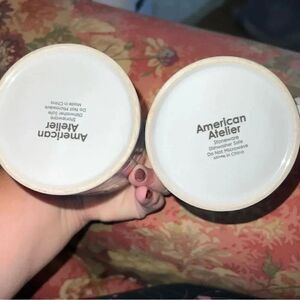 American
Atelier
Stoneware
Dishwasher Safe
Do Not Microwave
Made in China
American
Atelier
Stoneware
Dishwasher Safe
Do Not Microwave
Made in China